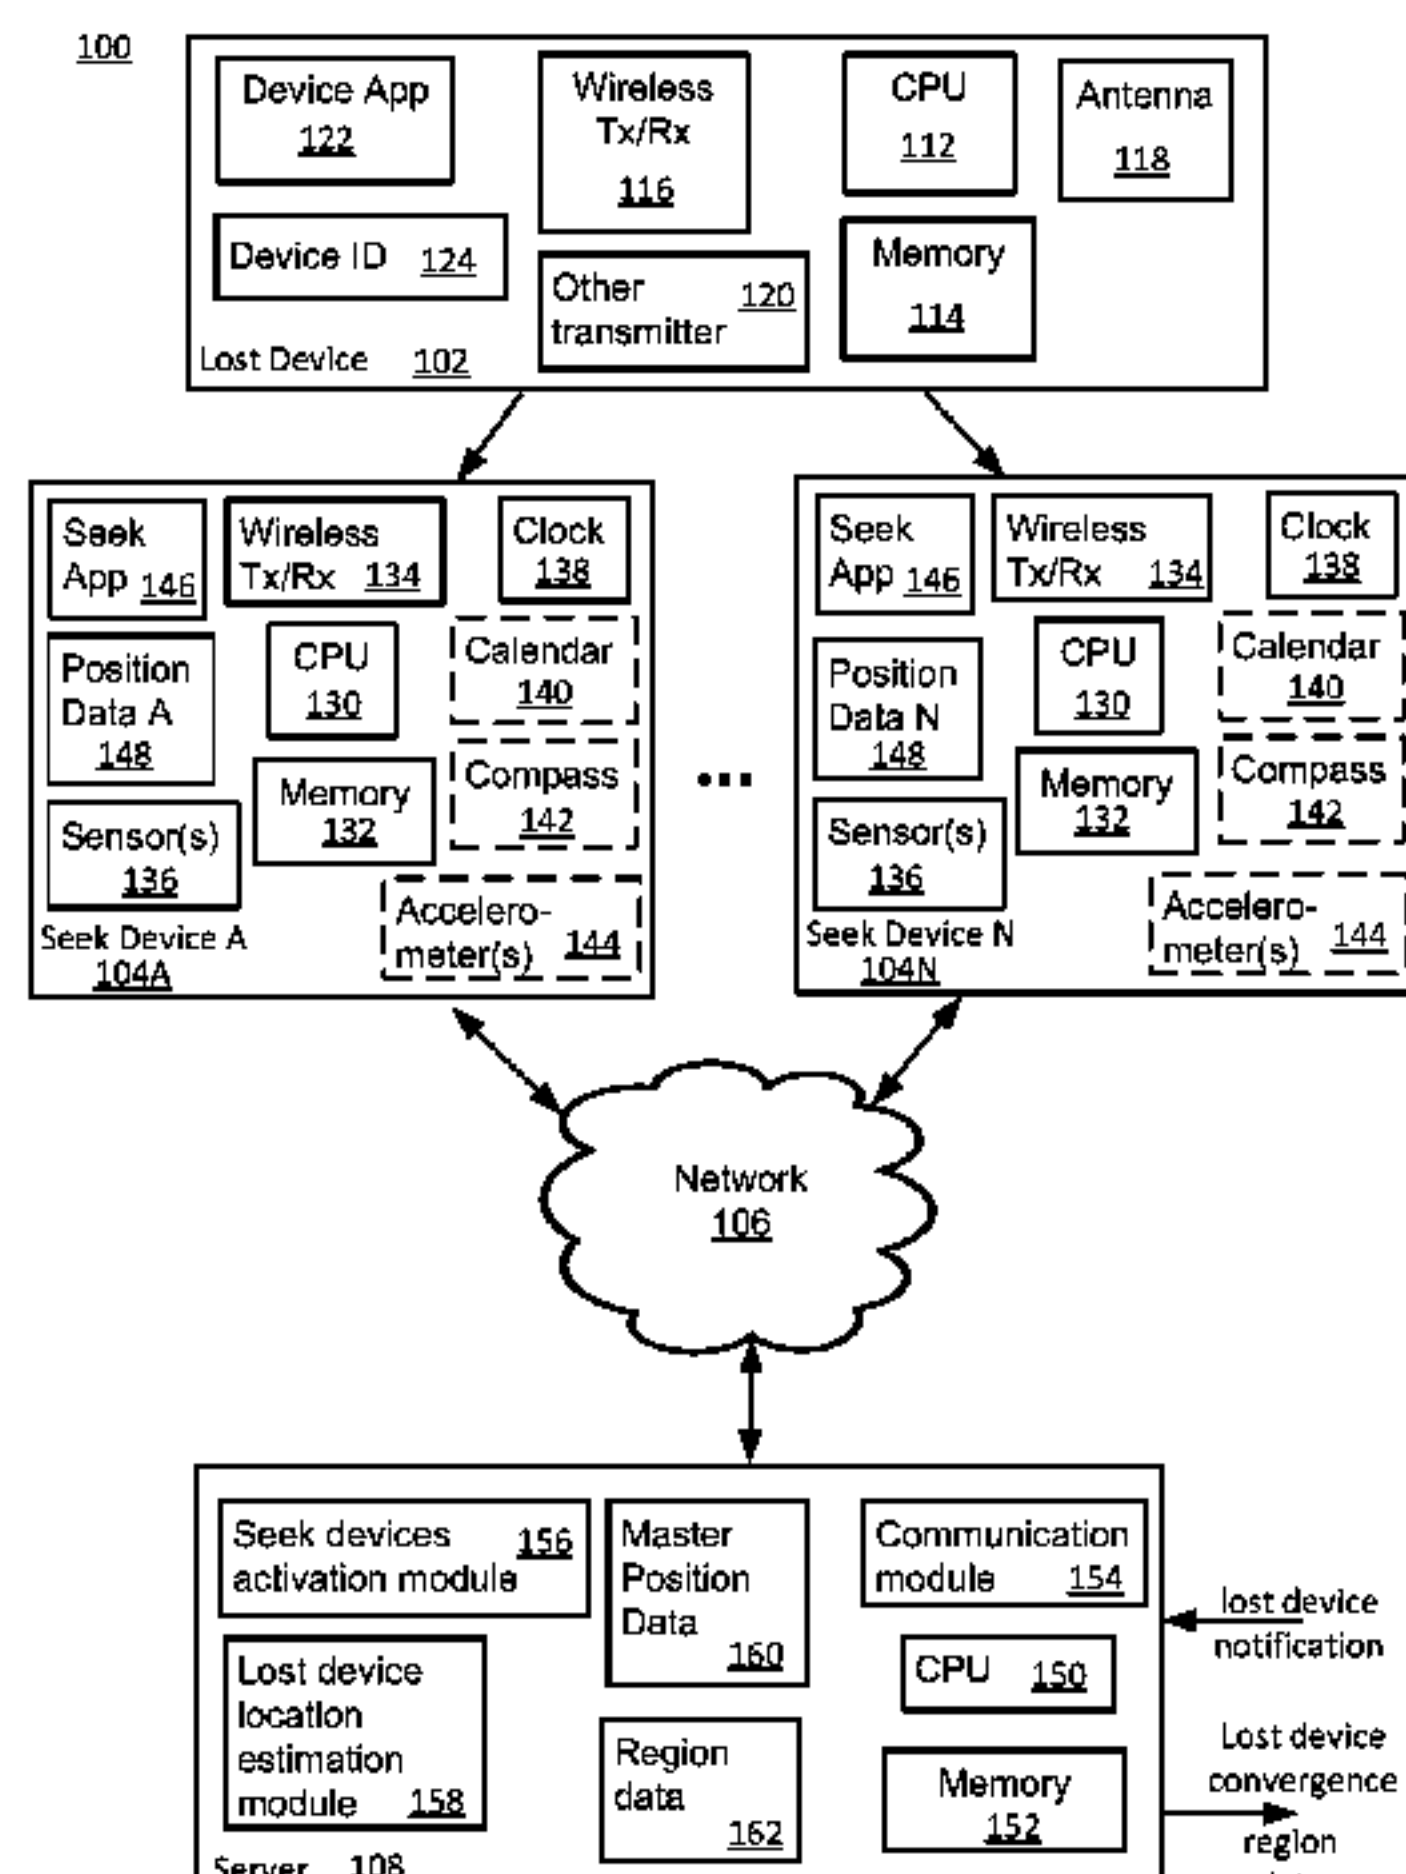 100
Device App
122
Wireless
Tx/Rx
116
CPU
112
Antenna
118
Device ID 124
Other
transmitter 120
Memory
114
Lost Device 102
Seek
App 146
Wireless
Tx/Rx 134
Clock
138
Position
Data A
148
CPU
130
Calendar
140
Memory
132
Compass
142
Sensor(s)
136
Accelero-
meter(s) 144
Seek Device A
104A
...
Seek
App 146
Wireless
Tx/Rx 134
Clock
138
Position
Data N
148
CPU
130
Calendar
140
Memory
132
Compass
142
Sensor(s)
136
Accelero-
meter(s) 144
Seek Device N
104N
Network
106
Seek devices 156
activation module
Master
Position
Data
160
Communication
module 154
lost device
notification
Lost device
location
estimation
module 158
CPU 150
Region
data
162
Memory
152
Lost device
convergence
region
Server 108